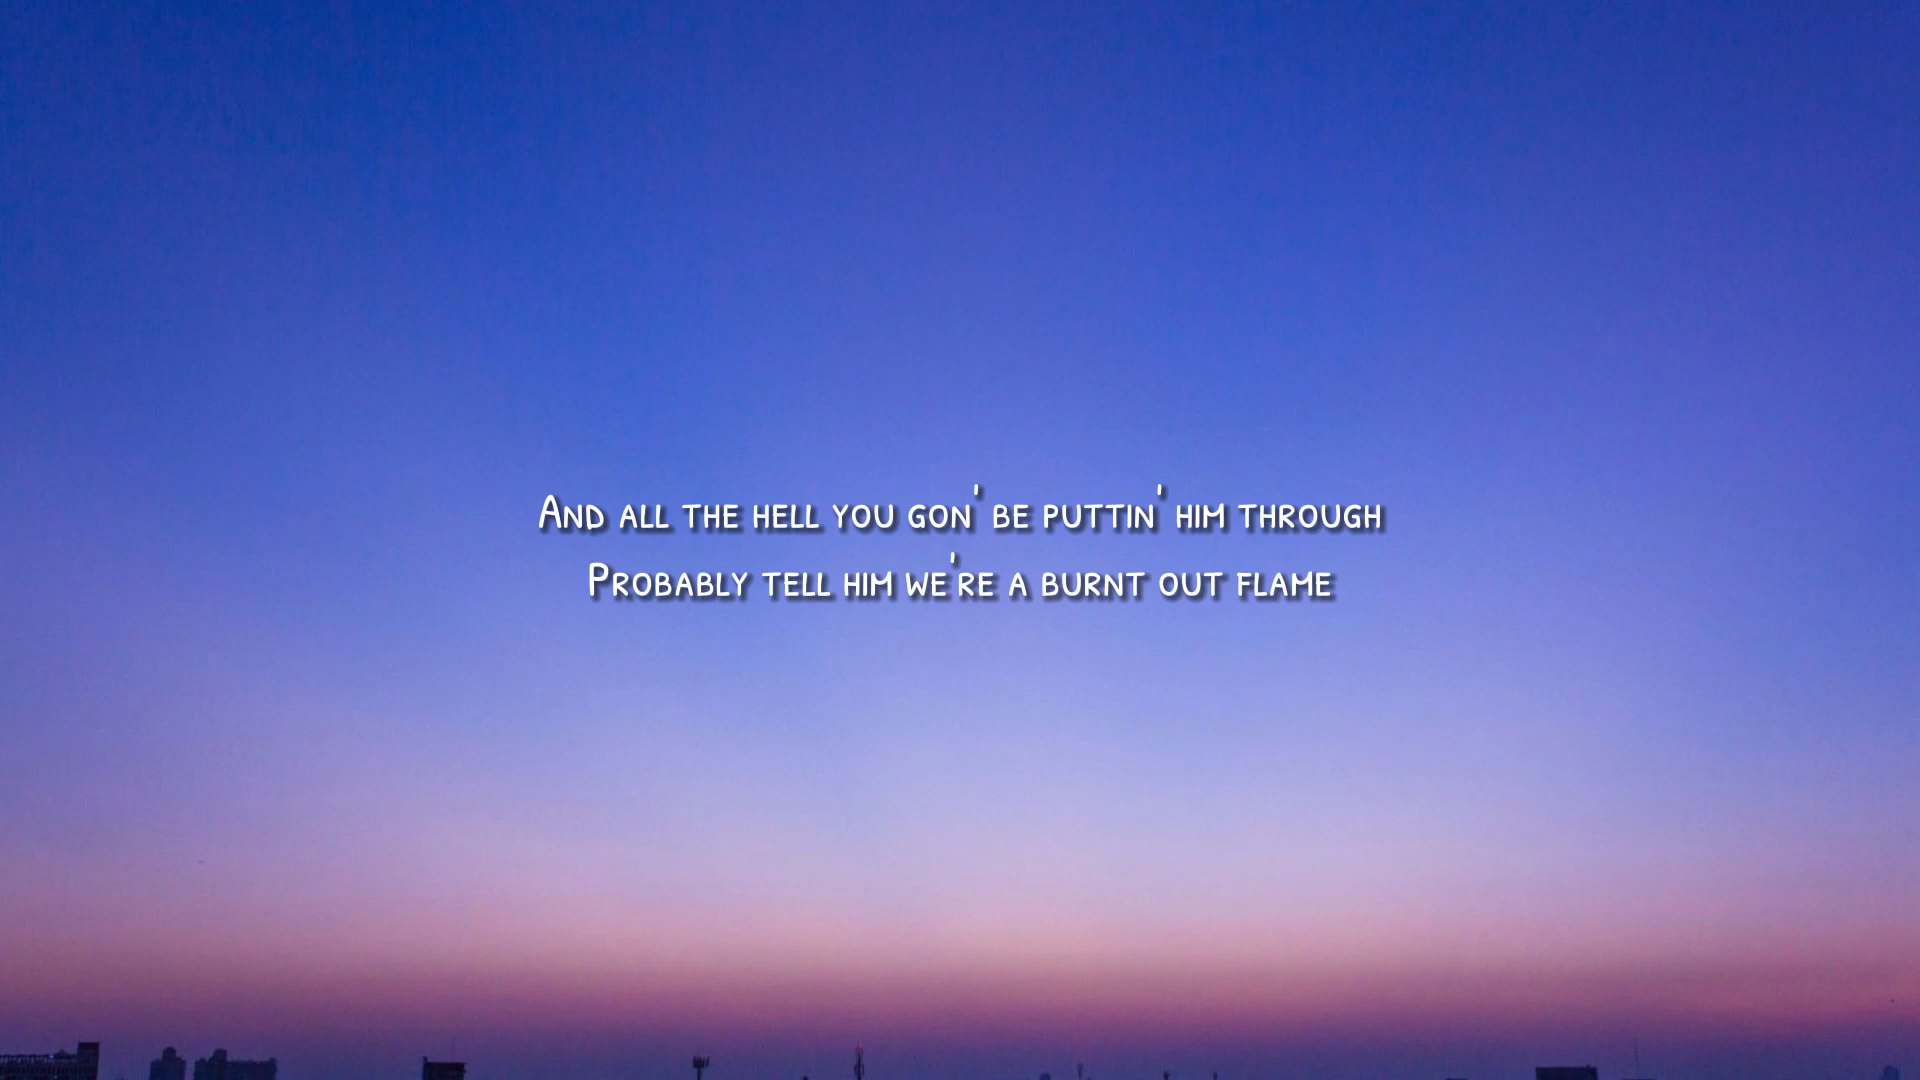 And all the hell you gon' be puttin' him through
Probably tell him we're a burnt out flame